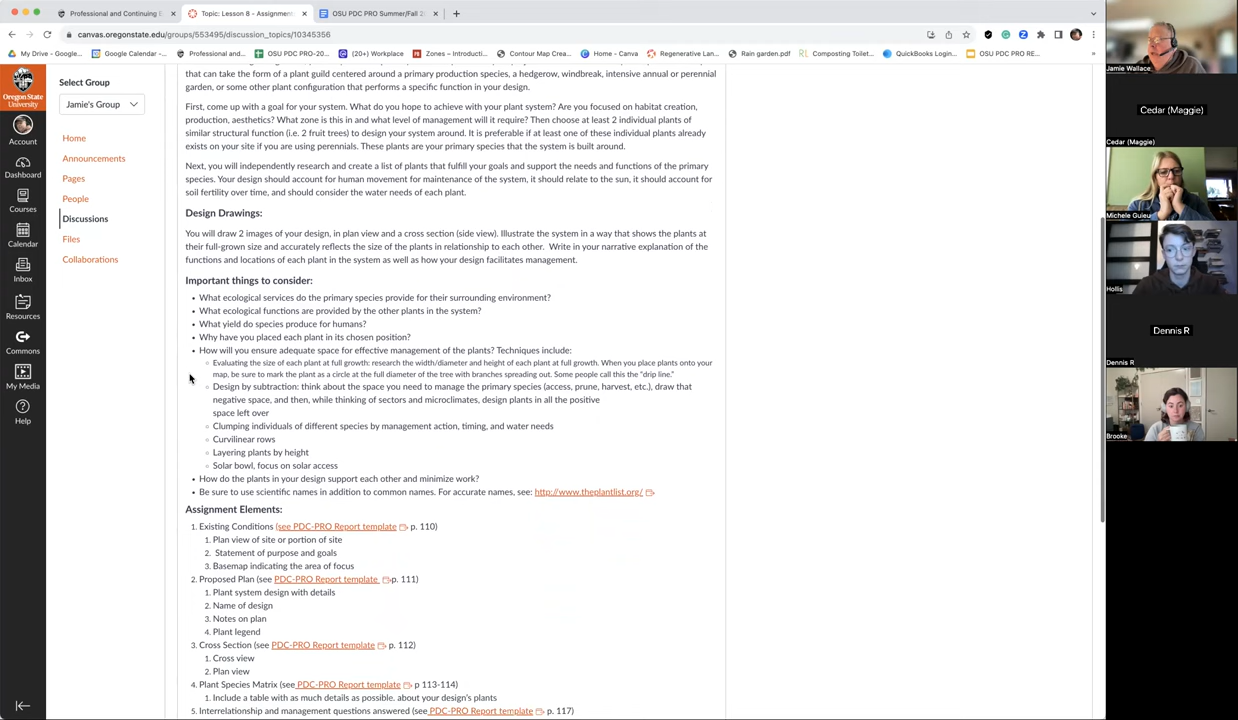 Professional and Continuing E
Topic: Lesson 8 - Assignment
OSU PDC PRO Summer/Fall 2
canvas.oregonstate.edu/groups/553495/discussion_topics/10345356
My Drive - Google...
Google Calendar -...
Professional and...
OSU PDC PRO-20...
(20+) Workplace
Zones – Introducti...
Contour Map Crea...
Home - Canva
Regenerative Lan...
Rain garden.pdf
Composting Toilet...
QuickBooks Login...
OSU PDC PRO RE...
Oregon State
University
Account
Dashboard
Courses
Calendar
Inbox
Resources
Commons
My Media
Help
Select Group
Jamie's Group
Home
Announcements
Pages
People
Discussions
Files
Collaborations
that can take the form of a plant guild centered around a primary production species, a hedgerow, windbreak, intensive annual or perennial
garden, or some other plant configuration that performs a specific function in your design.
First, come up with a goal for your system. What do you hope to achieve with your plant system? Are you focused on habitat creation,
production, aesthetics? What zone is this in and what level of management will it require? Then choose at least 2 individual plants of
similar structural function (i.e. 2 fruit trees) to design your system around. It is preferable if at least one of these individual plants already
exists on your site if you are using perennials. These plants are your primary species that the system is built around.
Next, you will independently research and create a list of plants that fulfill your goals and support the needs and functions of the primary
species. Your design should account for human movement for maintenance of the system, it should relate to the sun, it should account for
soil fertility over time, and should consider the water needs of each plant.
Design Drawings:
You will draw 2 images of your design, in plan view and a cross section (side view). Illustrate the system in a way that shows the plants at
their full-grown size and accurately reflects the size of the plants in relationship to each other. Write in your narrative explanation of the
functions and locations of each plant in the system as well as how your design facilitates management.
Important things to consider:
• What ecological services do the primary species provide for their surrounding environment?
• What ecological functions are provided by the other plants in the system?
• What yield do species produce for humans?
• Why have you placed each plant in its chosen position?
• How will you ensure adequate space for effective management of the plants? Techniques include:
◦ Evaluating the size of each plant at full growth: research the width/diameter and height of each plant at full growth. When you place plants onto your
map, be sure to mark the plant as a circle at the full diameter of the tree with branches spreading out. Some people call this the "drip line."
◦ Design by subtraction: think about the space you need to manage the primary species (access, prune, harvest, etc.), draw that
negative space, and then, while thinking of sectors and microclimates, design plants in all the positive
space left over
◦ Clumping individuals of different species by management action, timing, and water needs
◦ Curvilinear rows
◦ Layering plants by height
◦ Solar bowl, focus on solar access
• How do the plants in your design support each other and minimize work?
• Be sure to use scientific names in addition to common names. For accurate names, see: http://www.theplantlist.org/
Assignment Elements:
1. Existing Conditions (see PDC-PRO Report template p. 110)
1. Plan view of site or portion of site
2. Statement of purpose and goals
3. Basemap indicating the area of focus
2. Proposed Plan (see PDC-PRO Report template p. 111)
1. Plant system design with details
2. Name of design
3. Notes on plan
4. Plant legend
3. Cross Section (see PDC-PRO Report template p. 112)
1. Cross view
2. Plan view
4. Plant Species Matrix (see PDC-PRO Report template p 113-114)
1. Include a table with as much details as possible. about your design's plants
5. Interrelationship and management questions answered (see PDC-PRO Report template p. 117)
Jamie Wallace
Cedar (Maggie)
Cedar (Maggie)
Michele Guieu
Hollis
Dennis R
Dennis R
Brooke